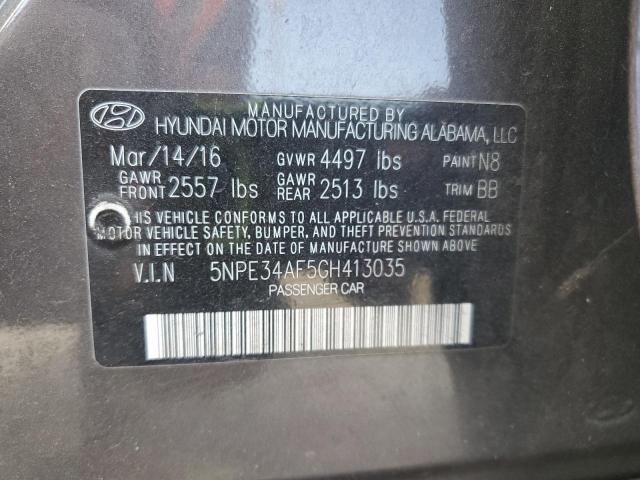 MANUFACTURED BY
HYUNDAI MOTOR MANUFACTURING ALABAMA, LLC
Mar/14/16 GVWR 4497 lbs PAINT N8
GAWR FRONT 2557 lbs GAWR REAR 2513 lbs TRIM BB
THIS VEHICLE CONFORMS TO ALL APPLICABLE U.S.A. FEDERAL
MOTOR VEHICLE SAFETY, BUMPER, AND THEFT PREVENTION STANDARDS
IN EFFECT ON THE DATE OF MANUFACTURE SHOWN ABOVE.
V.I.N 5NPE34AF5GH413035
PASSENGER CAR